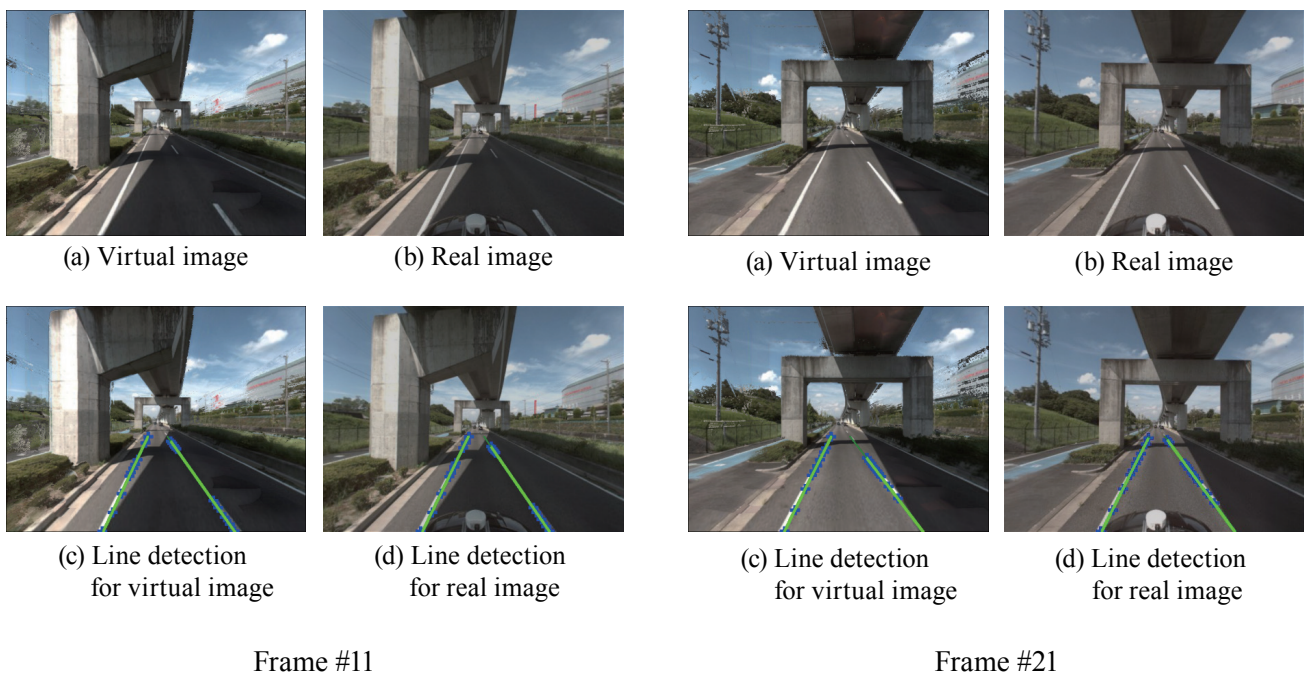 (a) Virtual image
(b) Real image
(c) Line detection
for virtual image
(d) Line detection
for real image
Frame #11
(a) Virtual image
(b) Real image
(c) Line detection
for virtual image
(d) Line detection
for real image
Frame #21